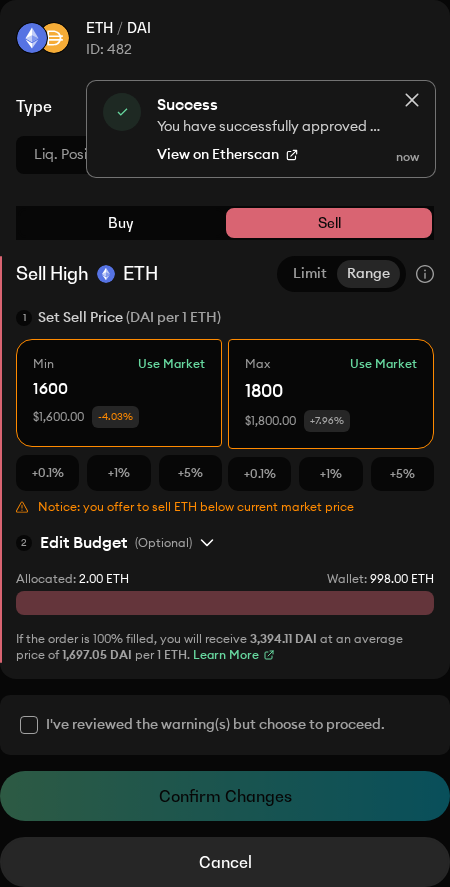 ETH / DAI
ID: 482
Type
Success
You have successfully approved ...
View on Etherscan
now
Liq. Posi
Buy
Sell
Sell High ETH
Limit
Range
1 Set Sell Price (DAI per 1 ETH)
Min
Use Market
1600
$1,600.00
-4.03%
Max
Use Market
1800
$1,800.00
+7.96%
+0.1%
+1%
+5%
+0.1%
+1%
+5%
Notice: you offer to sell ETH below current market price
2 Edit Budget (Optional)
Allocated: 2.00 ETH
Wallet: 998.00 ETH
If the order is 100% filled, you will receive 3,394.11 DAI at an average
price of 1,697.05 DAI per 1 ETH. Learn More
I've reviewed the warning(s) but choose to proceed.
Confirm Changes
Cancel